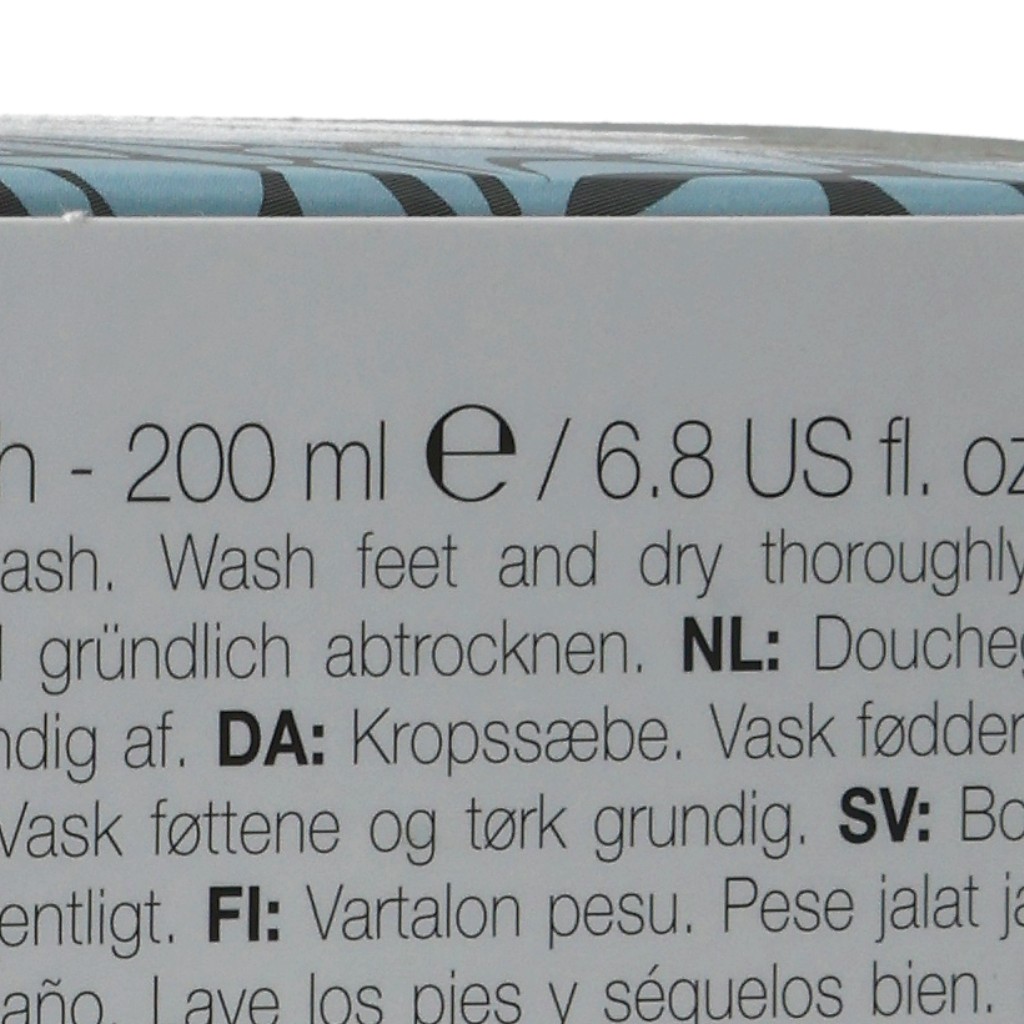 h - 200 ml ℮ / 6.8 US fl. oz
ash. Wash feet and dry thoroughly
gründlich abtrocknen. NL: Doucheg
ndig af. DA: Kropssæbe. Vask fødder
Vask føttene og tørk grundig. SV: Bo
entligt. FI: Vartalon pesu. Pese jalat ja
año. Lave los pies y séquelos bien.